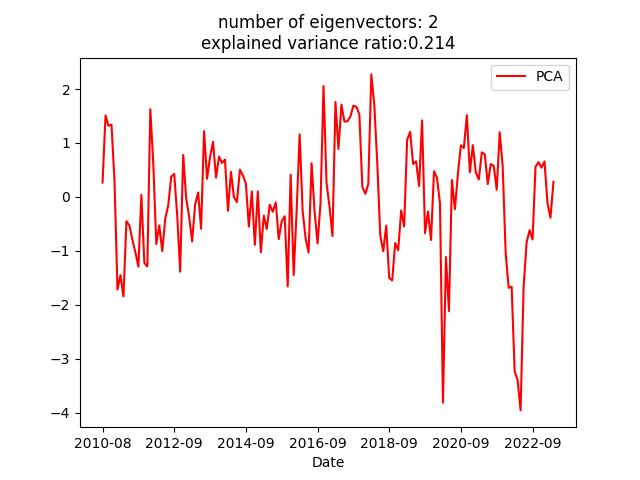 number of eigenvectors: 2
explained variance ratio:0.214
PCA
2
1
0
−1
−2
−3
−4
2010-08 2012-09 2014-09 2016-09 2018-09 2020-09 2022-09
Date